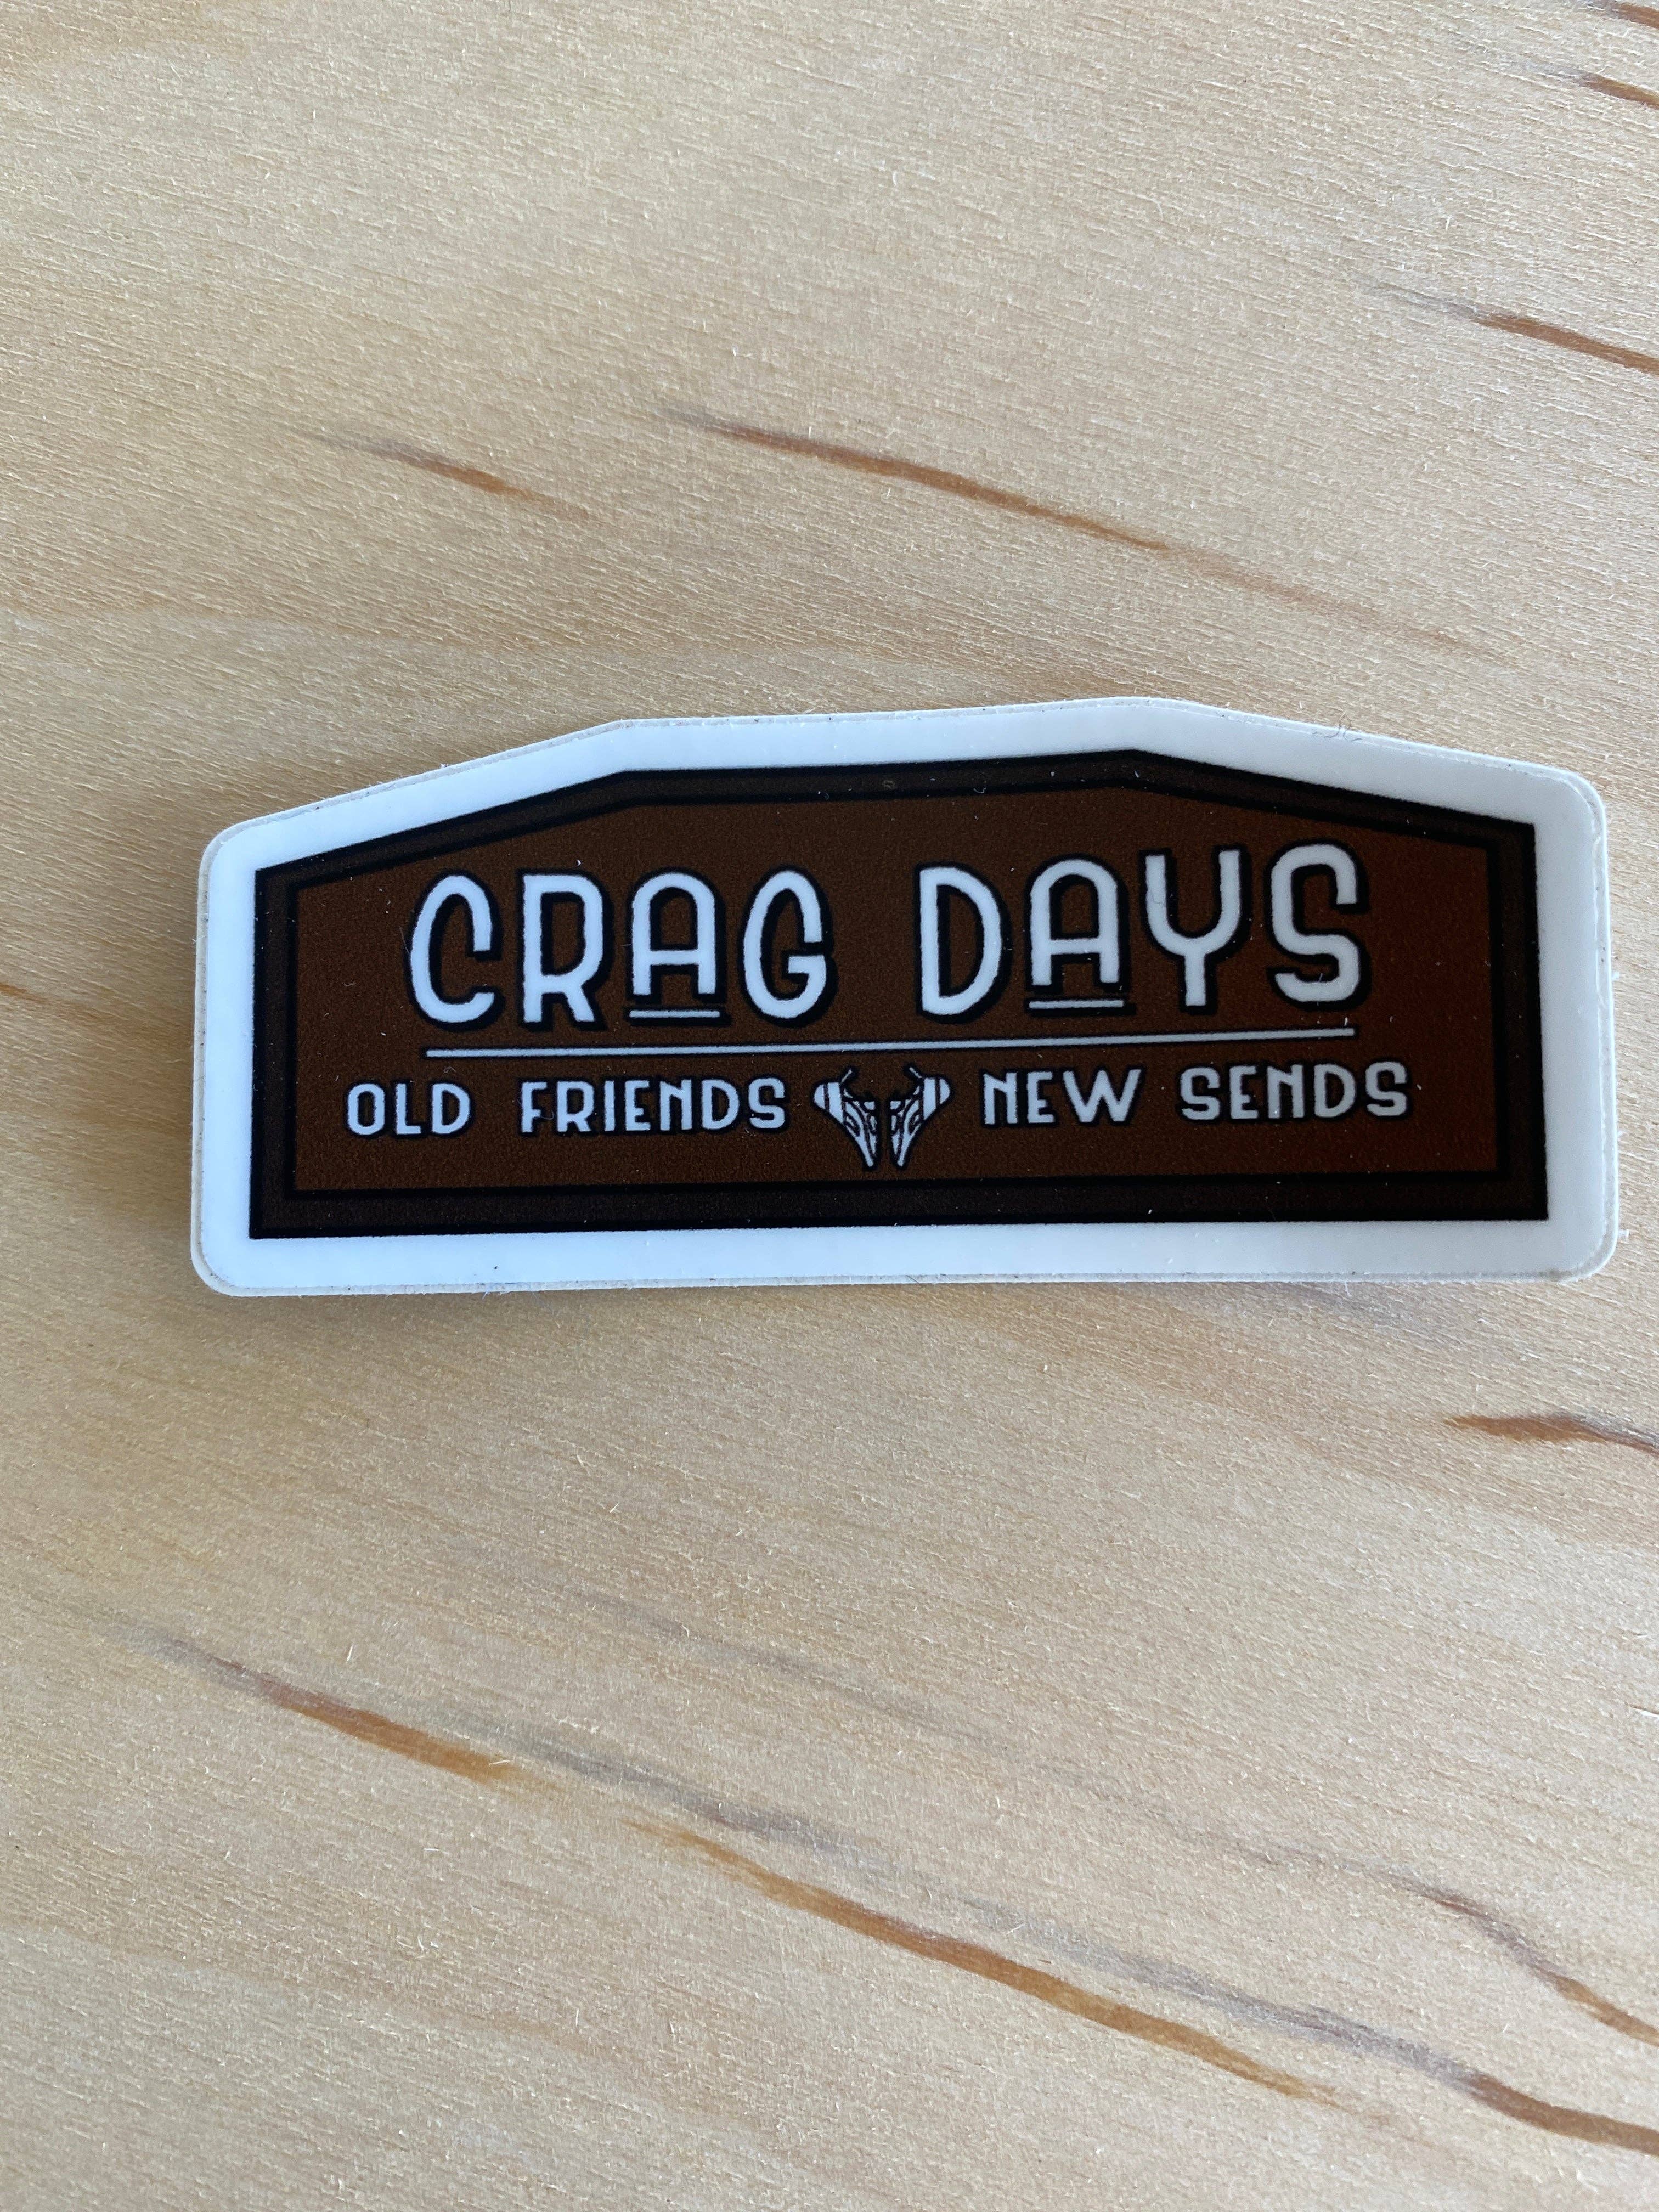 CRAG DAYS
OLD FRIENDS NEW SENDS